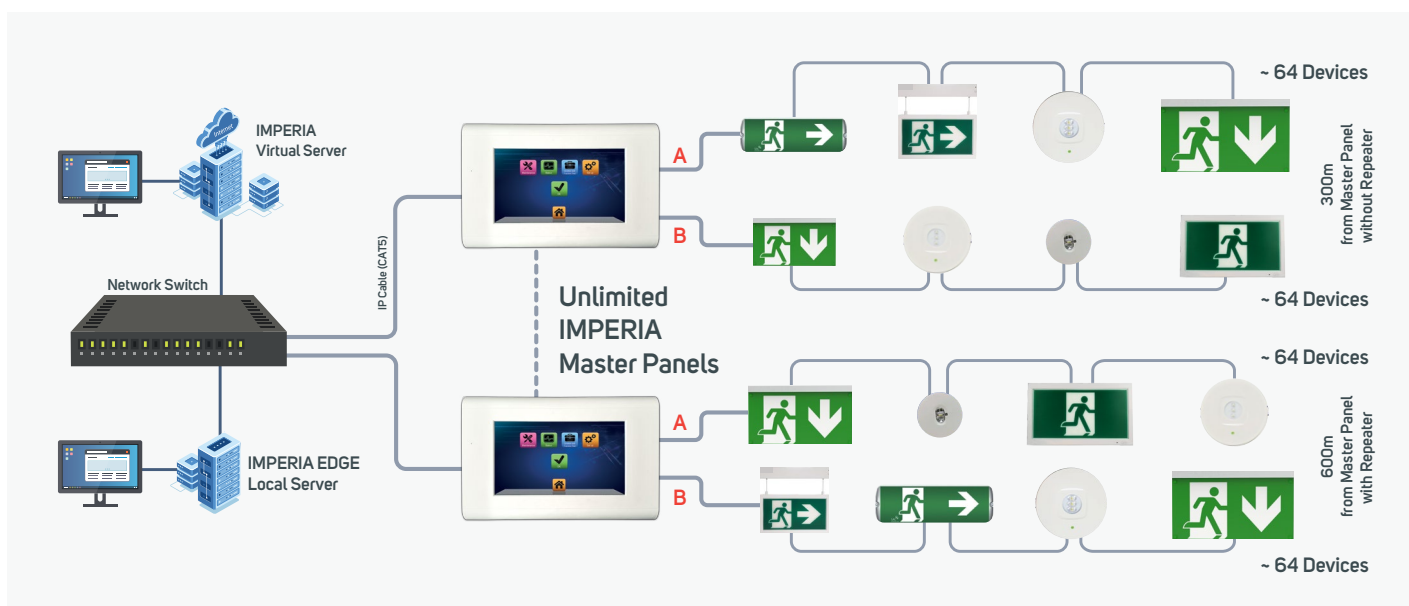 Internet
IMPERIA
Virtual Server
Network Switch
IP Cable (CAT5)
IMPERIA EDGE
Local Server
A
B
Unlimited
IMPERIA
Master Panels
A
B
~ 64 Devices
300m
from Master Panel
without Repeater
~ 64 Devices
~ 64 Devices
600m
from Master Panel
with Repeater
~ 64 Devices